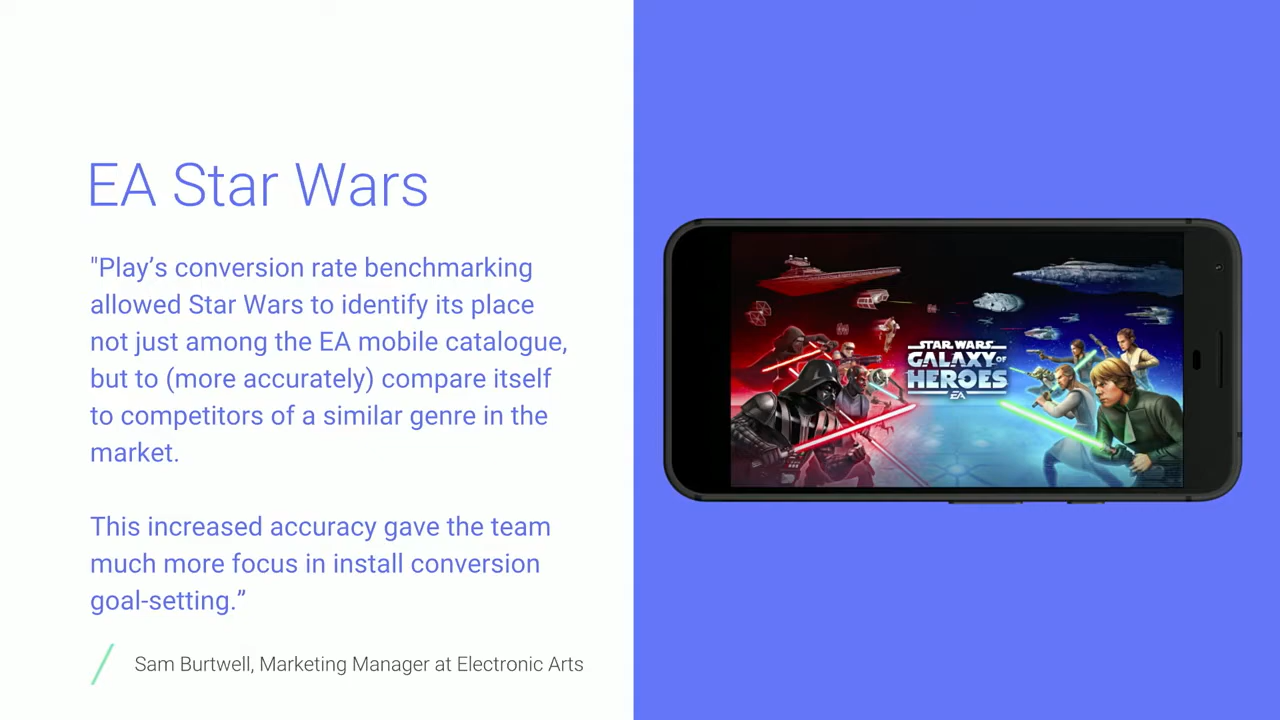 EA Star Wars
"Play’s conversion rate benchmarking
allowed Star Wars to identify its place
not just among the EA mobile catalogue,
but to (more accurately) compare itself
to competitors of a similar genre in the
market.
This increased accuracy gave the team
much more focus in install conversion
goal-setting.”
Sam Burtwell, Marketing Manager at Electronic Arts
STAR WARS
GALAXY OF
HEROES
EA